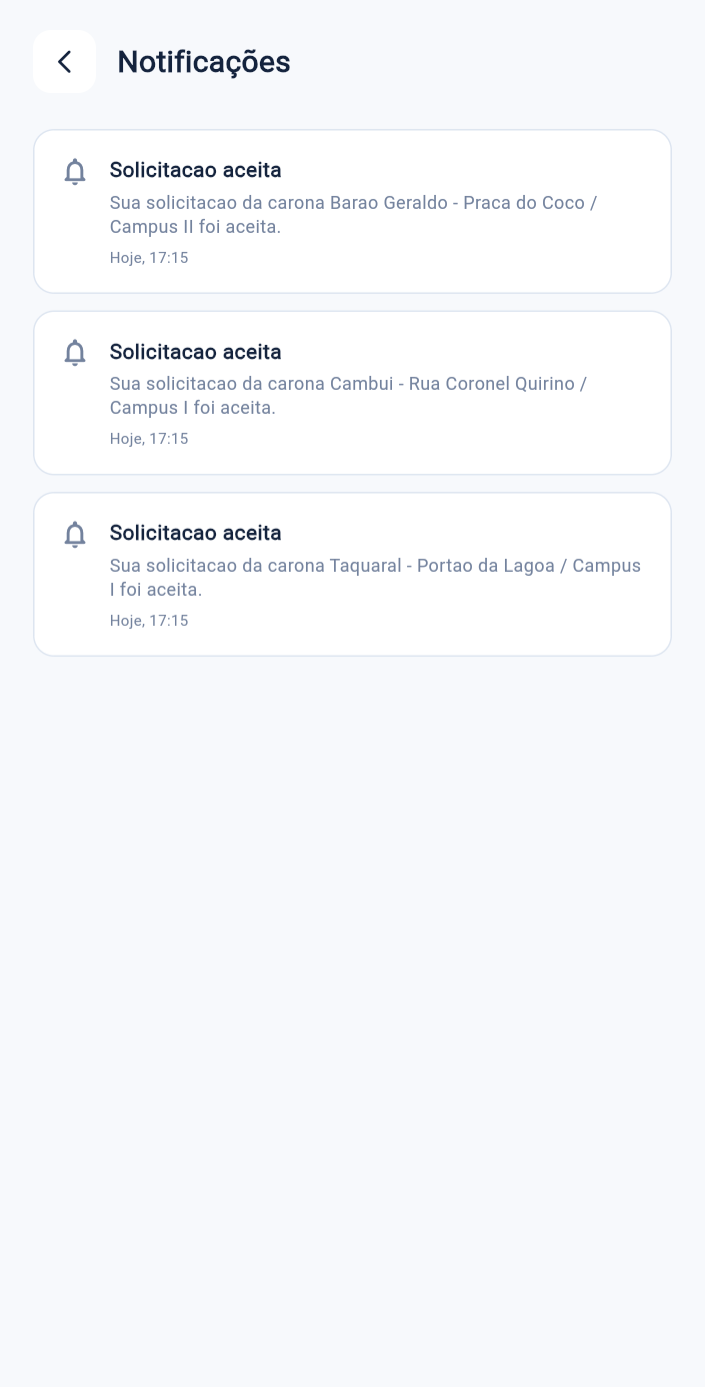 Notificações
Solicitacao aceita
Sua solicitacao da carona Barao Geraldo - Praca do Coco /
Campus II foi aceita.
Hoje, 17:15
Solicitacao aceita
Sua solicitacao da carona Cambui - Rua Coronel Quirino /
Campus I foi aceita.
Hoje, 17:15
Solicitacao aceita
Sua solicitacao da carona Taquaral - Portao da Lagoa / Campus
I foi aceita.
Hoje, 17:15